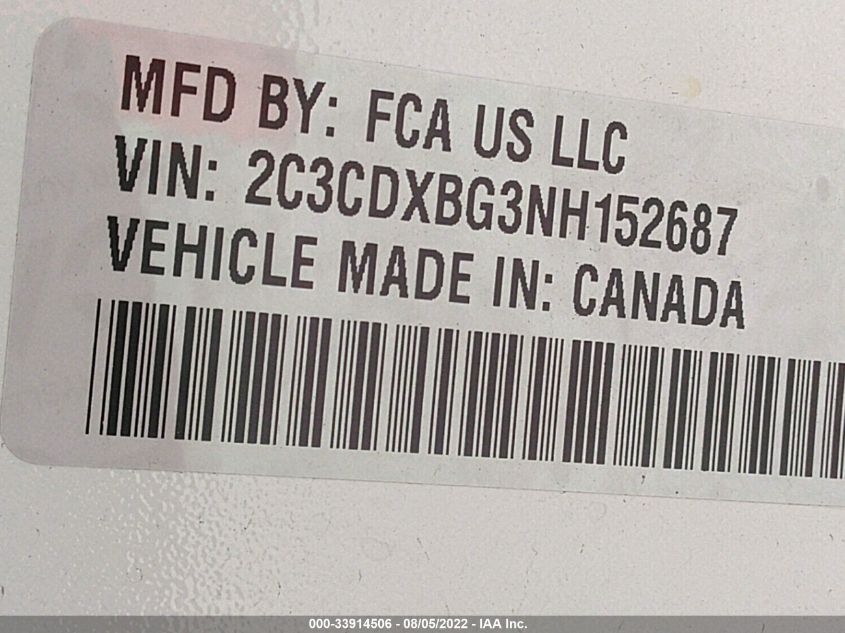 MFD BY: FCA US LLC
VIN: 2C3CDXBG3NH152687
VEHICLE MADE IN: CANADA
000-33914506 - 08/05/2022 - IAA Inc.